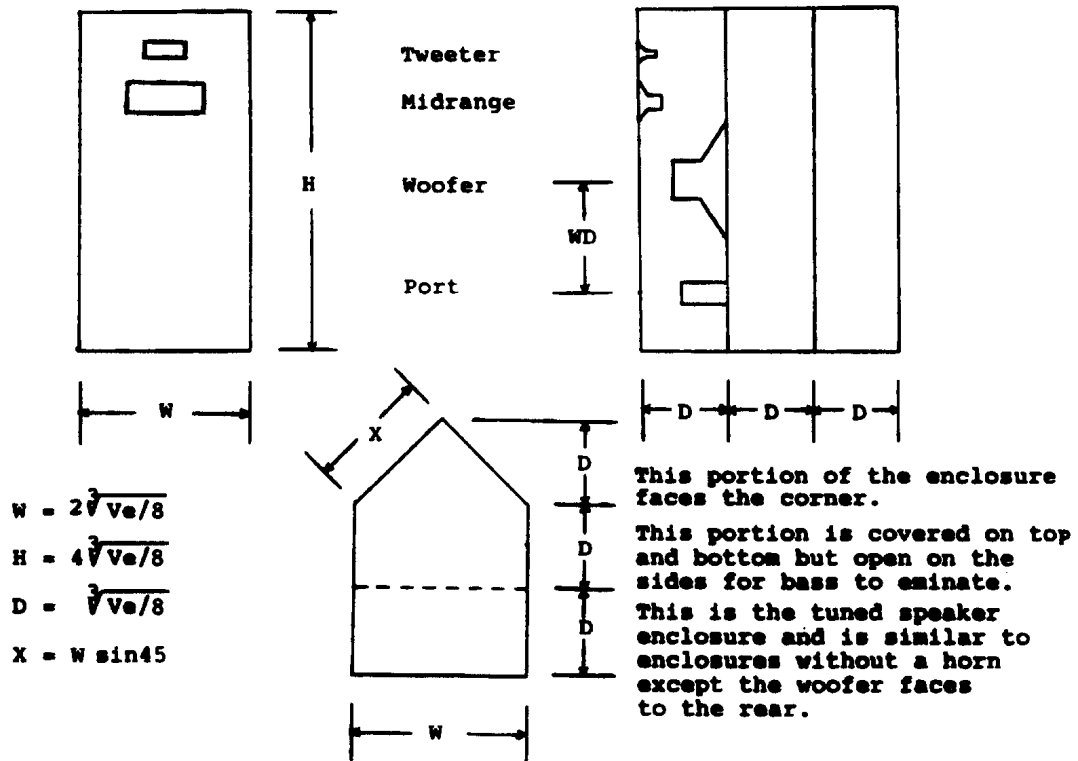 Tweeter
Midrange
H
Woofer
WD
Port
W
D D D
X
D
This portion of the enclosure
faces the corner.
W = 2∛Ve/8
H = 4∛Ve/8
D = ∛Ve/8
X = W sin45
D
This portion is covered on top
and bottom but open on the
sides for bass to eminate.
D
This is the tuned speaker
enclosure and is similar to
enclosures without a horn
except the woofer faces
to the rear.
W